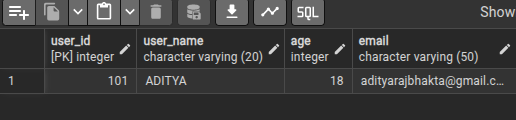 SQL
Show
user_id user_name age email
[PK] integer character varying (20) integer character varying (50)
1 101 ADITYA 18 adityarajbhakta@gmail.c...